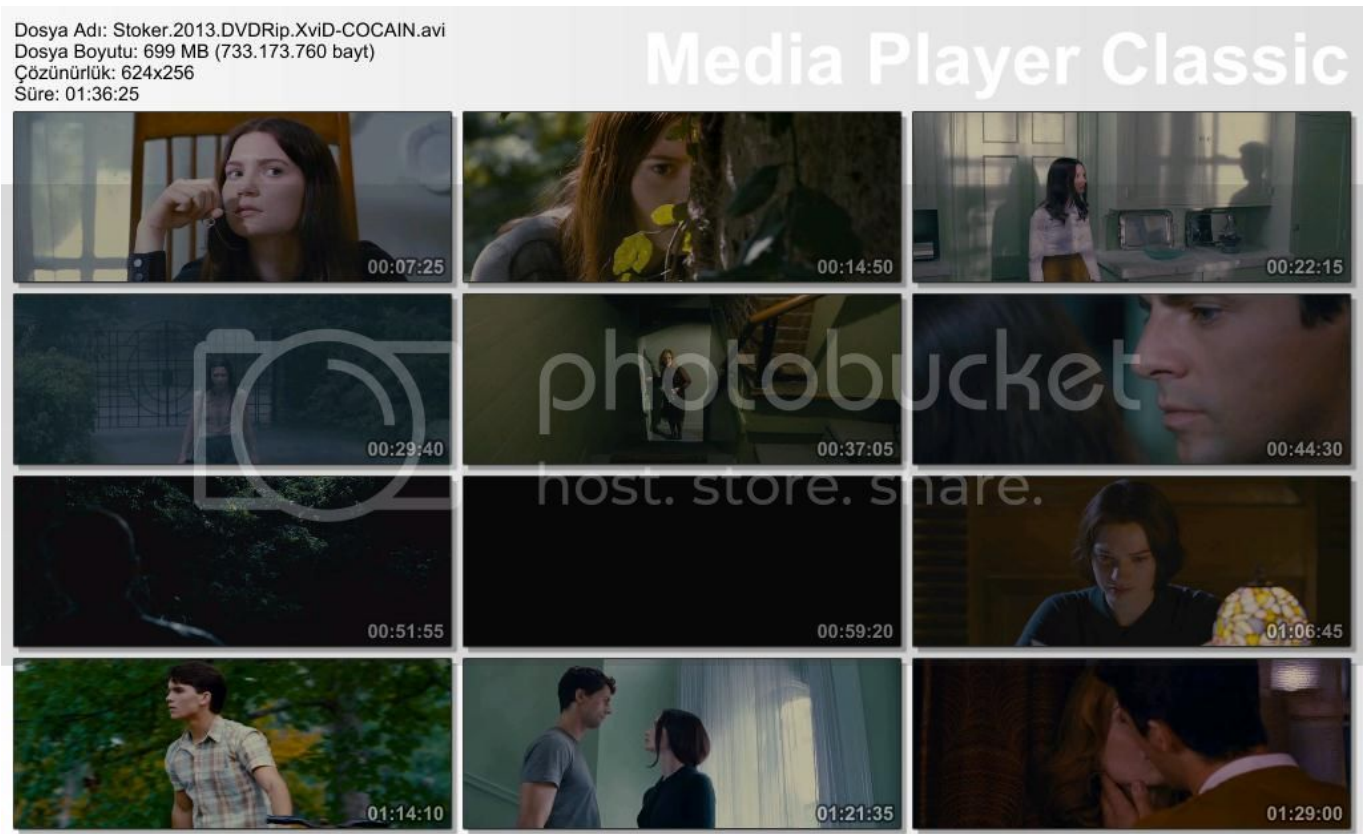 Dosya Adı: Stoker.2013.DVDRip.XviD-COCAIN.avi
Dosya Boyutu: 699 MB (733.173.760 bayt)
Çözünürlük: 624x256
Süre: 01:36:25
Media Player Classic
00:07:25
00:14:50
00:22:15
00:29:40
00:37:05
00:44:30
photobucket
host. store. share.
00:51:55
00:59:20
01:06:45
01:14:10
01:21:35
01:29:00